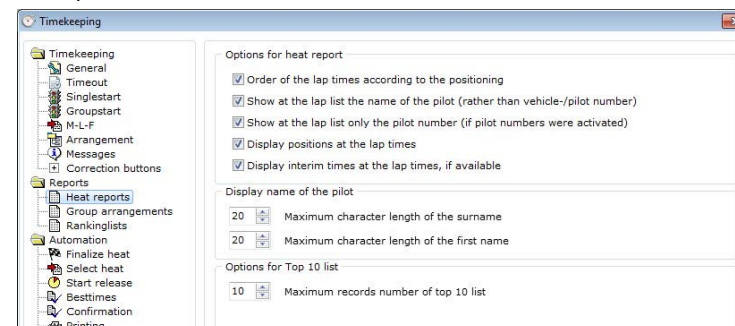 Timekeeping
Timekeeping
General
Timeout
Singlestart
Groupstart
M-L-F
Arrangement
Messages
Correction buttons
Reports
Heat reports
Group arrangements
Rankinglists
Automation
Finalize heat
Select heat
Start release
Besttimes
Confirmation
Printing
Options for heat report
Order of the lap times according to the positioning
Show at the lap list the name of the pilot (rather than vehicle-/pilot number)
Show at the lap list only the pilot number (if pilot numbers were activated)
Display positions at the lap times
Display interim times at the lap times, if available
Display name of the pilot
20 Maximum character length of the surname
20 Maximum character length of the first name
Options for Top 10 list
10 Maximum records number of top 10 list